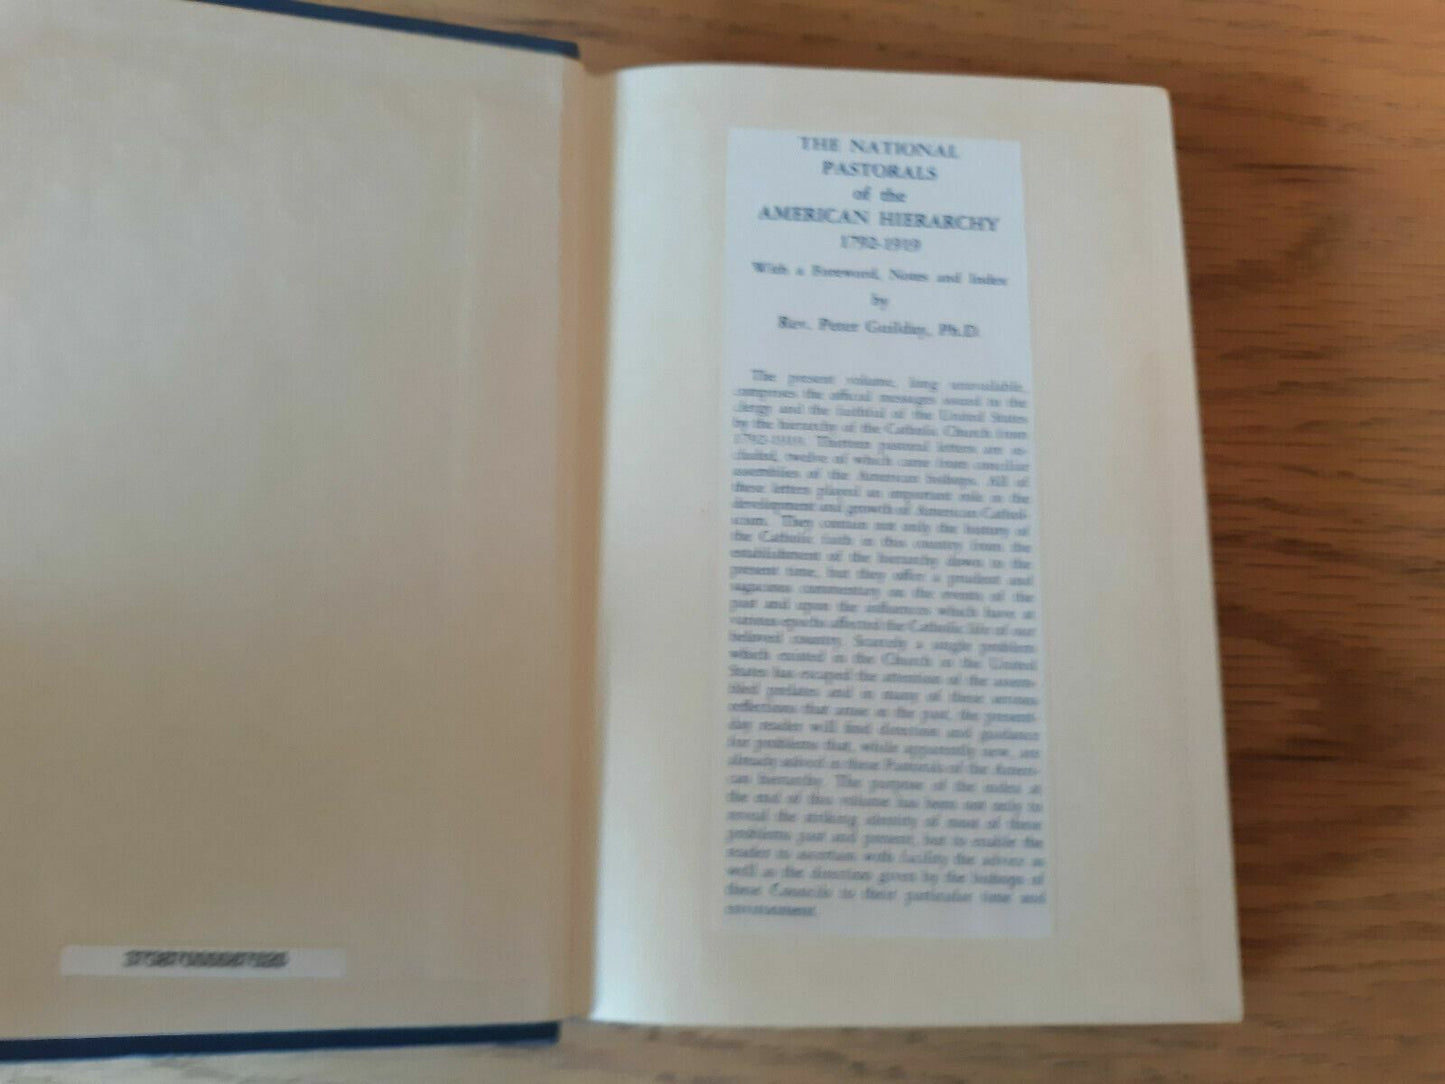 THE NATIONAL
PASTORALS
of the
AMERICAN HIERARCHY
1792-1919
With a Foreword, Notes and Index
by
Rev. Peter Guilday, Ph.D.
The present volume, long unavailable,
comprises the official messages issued to the
clergy and the faithful of the United States
by the hierarchy of the Catholic Church from
1792-1919. Thirteen pastoral letters are in-
cluded, twelve of which came from conciliar
assemblies of the American bishops. All of
these letters played an important role in the
development and growth of American Cathol-
icism. They contain not only the history of
the Catholic faith in this country from the
establishment of the hierarchy down to the
present time, but they offer a prudent and
sagacious commentary on the events of the
past and upon the influences which have at
various epochs affected the Catholic life of our
beloved country. Scarcely a single problem
which existed in the Church in the United
States has escaped the attention of the assem-
bled prelates and in many of these serious
reflections that arose in the past, the present-
day reader will find direction and guidance
for problems that, while apparently new, are
already solved in these Pastorals of the Ameri-
can hierarchy. The purpose of the index at
the end of this volume has been not only to
reveal the striking identity of most of these
problems past and present, but to enable the
reader to ascertain with facility the advice as
well as the direction given by the bishops of
these Councils to their particular time and
environment.